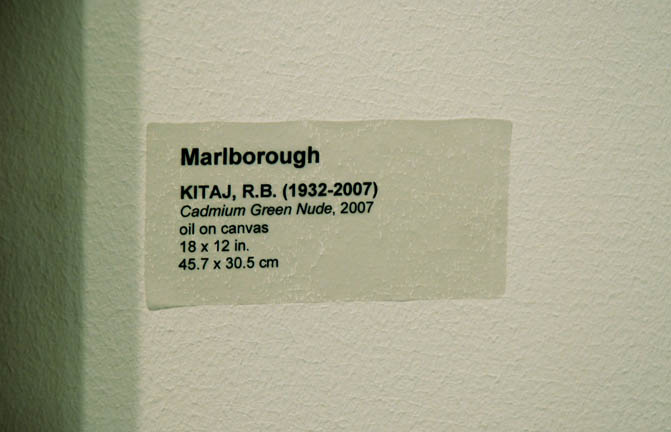 Marlborough
KITAJ, R.B. (1932-2007)
Cadmium Green Nude, 2007
oil on canvas
18 x 12 in.
45.7 x 30.5 cm